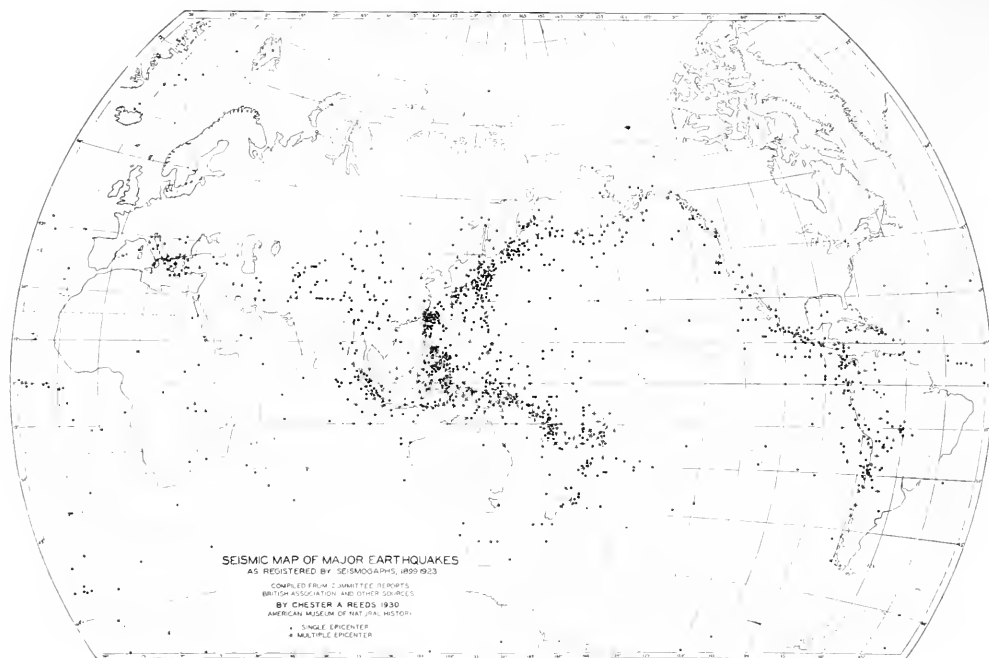 SEISMIC MAP OF MAJOR EARTHQUAKES
AS REGISTERED BY SEISMOGAPHS, 1899-1923
COMPILED FROM COMMITTEE REPORTS
BRITISH ASSOCIATION AND OTHER SOURCES
BY CHESTER A REEDS 1930
AMERICAN MUSEUM OF NATURAL HISTORY
SINGLE EPICENTER
MULTIPLE EPICENTER